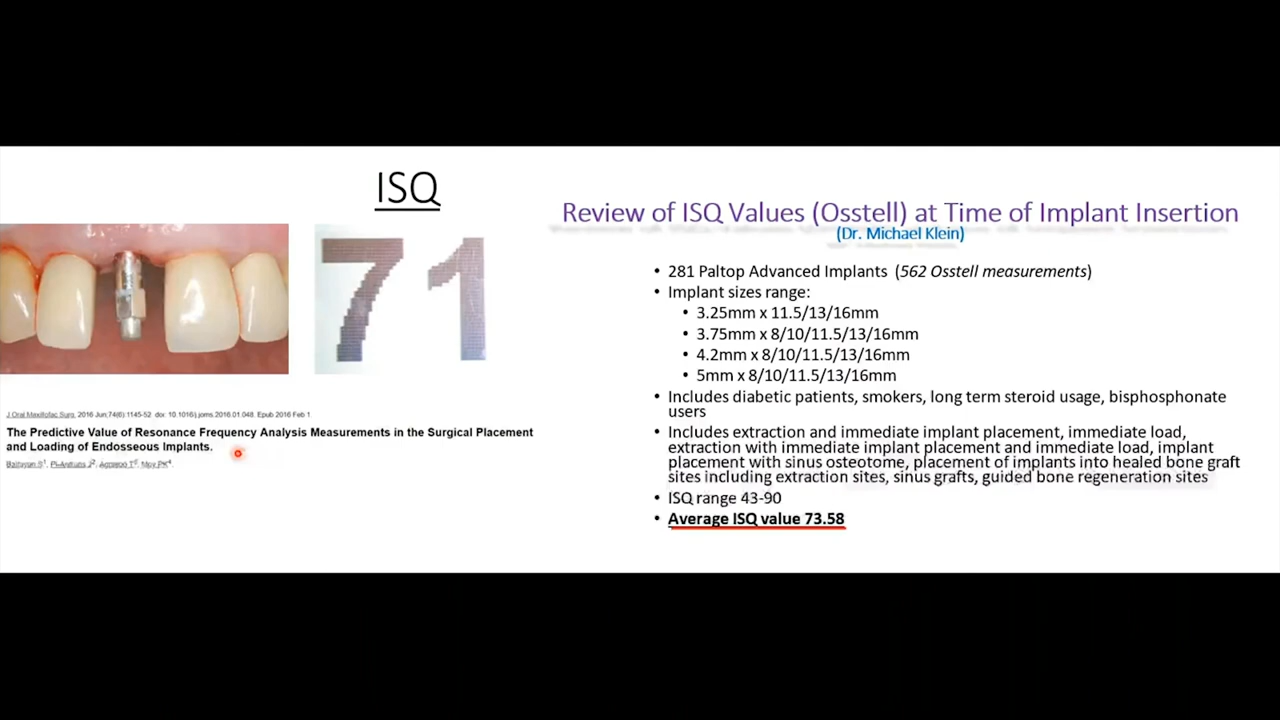 ISQ
71
J Oral Maxillofac Surg. 2016 Jun;74(6):1145-52. doi: 10.1016/j.joms.2016.01.048. Epub 2016 Feb 1.
The Predictive Value of Resonance Frequency Analysis Measurements in the Surgical Placement
and Loading of Endosseous Implants.
Review of ISQ Values (Osstell) at Time of Implant Insertion
(Dr. Michael Klein)
• 281 Paltop Advanced Implants (562 Osstell measurements)
• Implant sizes range:
• 3.25mm x 11.5/13/16mm
• 3.75mm x 8/10/11.5/13/16mm
• 4.2mm x 8/10/11.5/13/16mm
• 5mm x 8/10/11.5/13/16mm
• Includes diabetic patients, smokers, long term steroid usage, bisphosphonate
users
• Includes extraction and immediate implant placement, immediate load,
extraction with immediate implant placement and immediate load, implant
placement with sinus osteotome, placement of implants into healed bone graft
sites including extraction sites, sinus grafts, guided bone regeneration sites
• ISQ range 43-90
• Average ISQ value 73.58